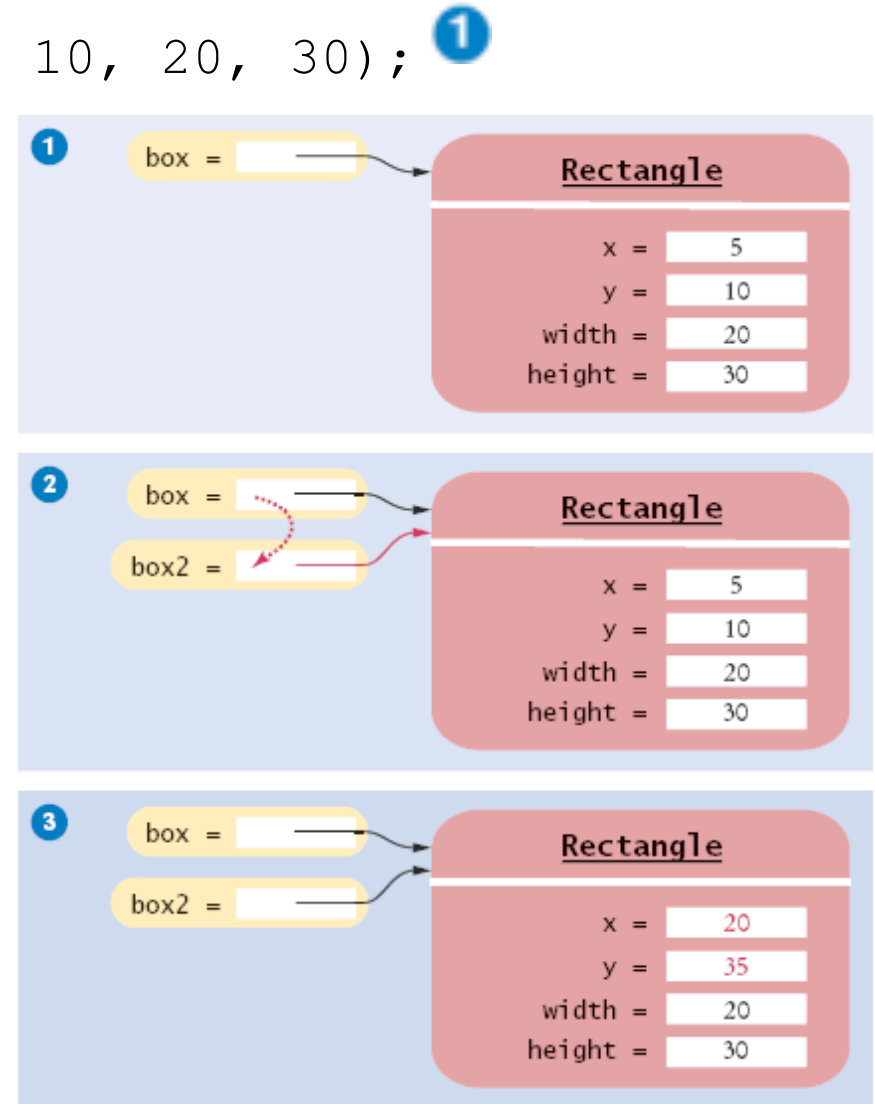 10, 20, 30); 1
1
box =
Rectangle
x = 5
y = 10
width = 20
height = 30
2
box =
box2 =
Rectangle
x = 5
y = 10
width = 20
height = 30
3
box =
box2 =
Rectangle
x = 20
y = 35
width = 20
height = 30